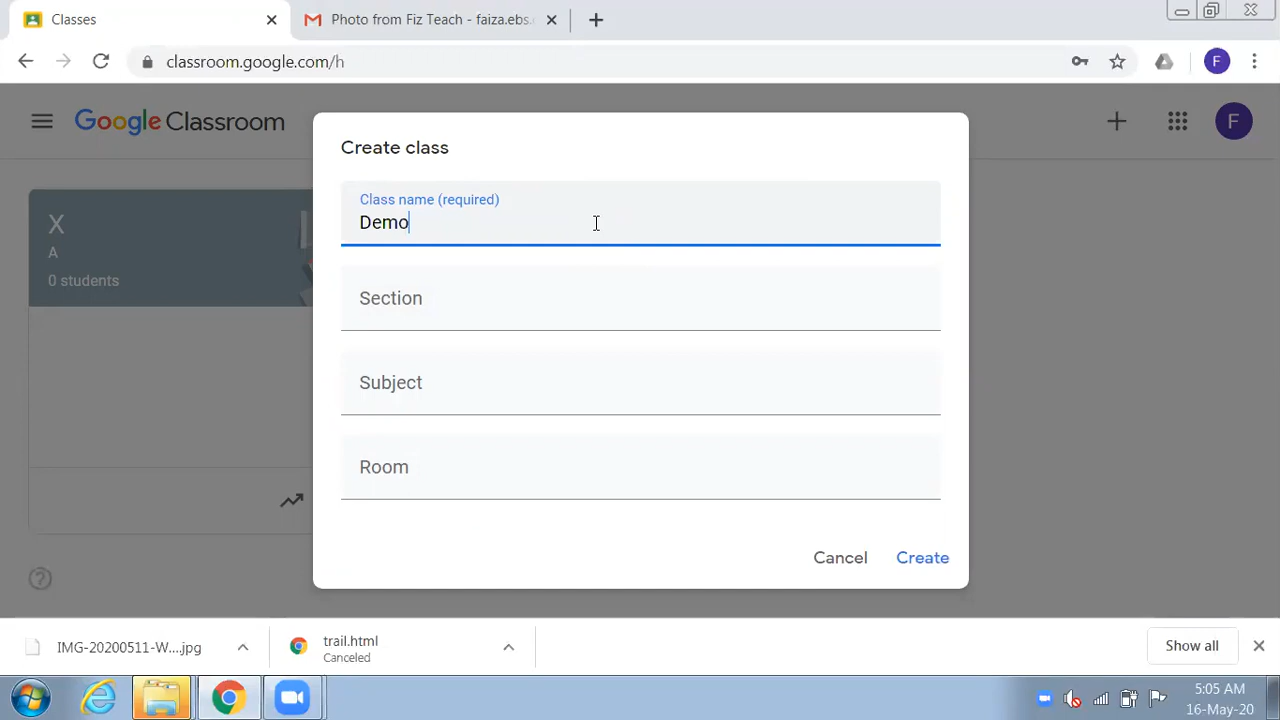 Classes
Photo from Fiz Teach - faiza.ebs.
classroom.google.com/h
F
Google Classroom
F
X
A
0 students
Create class
Class name (required)
Demo
Section
Subject
Room
Cancel
Create
IMG-20200511-W....jpg
trail.html
Canceled
Show all
5:05 AM
16-May-20